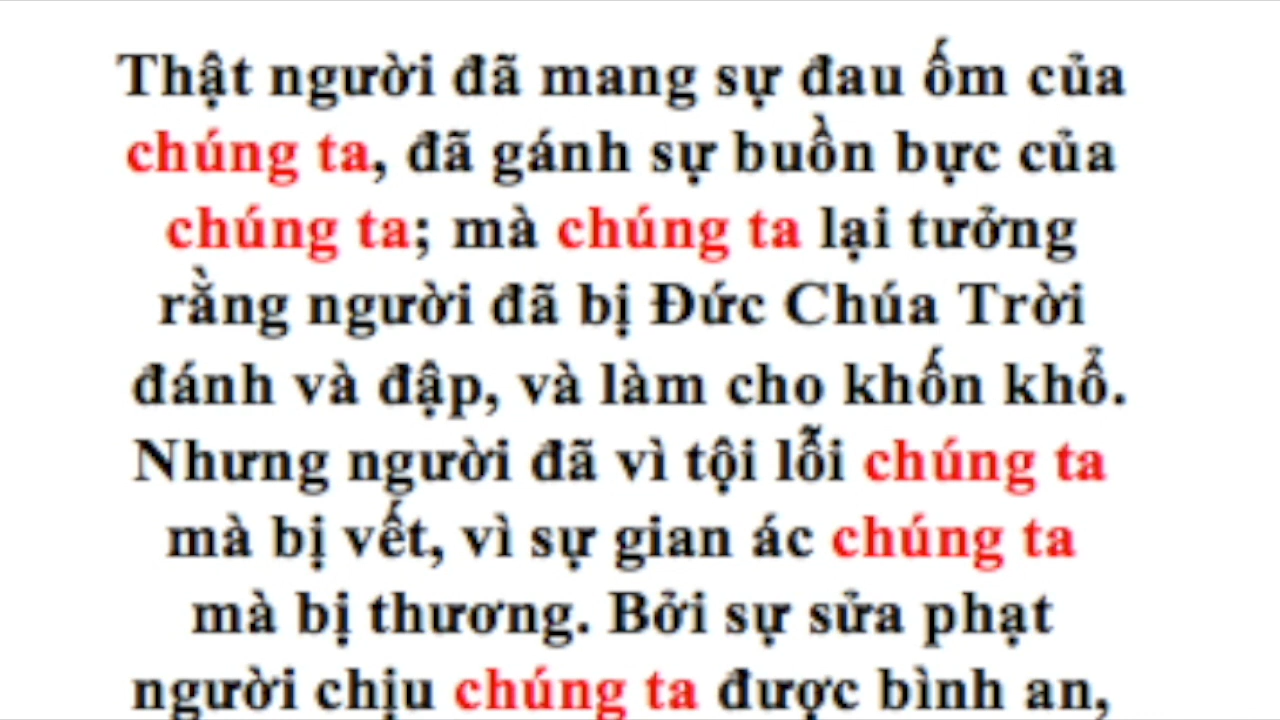 Thật người đã mang sự đau ốm của
chúng ta, đã gánh sự buồn bực của
chúng ta; mà chúng ta lại tưởng
rằng người đã bị Đức Chúa Trời
đánh và đập, và làm cho khốn khổ.
Nhưng người đã vì tội lỗi chúng ta
mà bị vết, vì sự gian ác chúng ta
mà bị thương. Bởi sự sửa phạt
người chịu chúng ta được bình an,